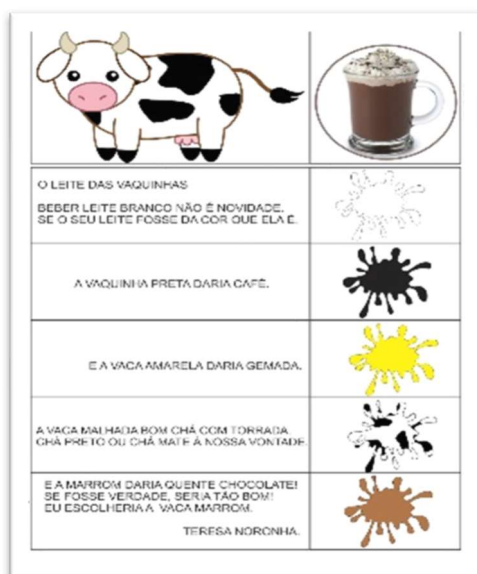 O LEITE DAS VAQUINHAS
BEBER LEITE BRANCO NÃO É NOVIDADE.
SE O SEU LEITE FOSSE DA COR QUE ELA É.
A VAQUINHA PRETA DARIA CAFÉ.
E A VACA AMARELA DARIA GEMADA.
A VACA MALHADA BOM CHÁ COM TORRADA.
CHÁ PRETO OU CHÁ MATE À NOSSA VONTADE.
E A MARROM DARIA QUENTE CHOCOLATE!
SE FOSSE VERDADE, SERIA TÃO BOM!
EU ESCOLHERIA A VACA MARROM.
TERESA NORONHA.